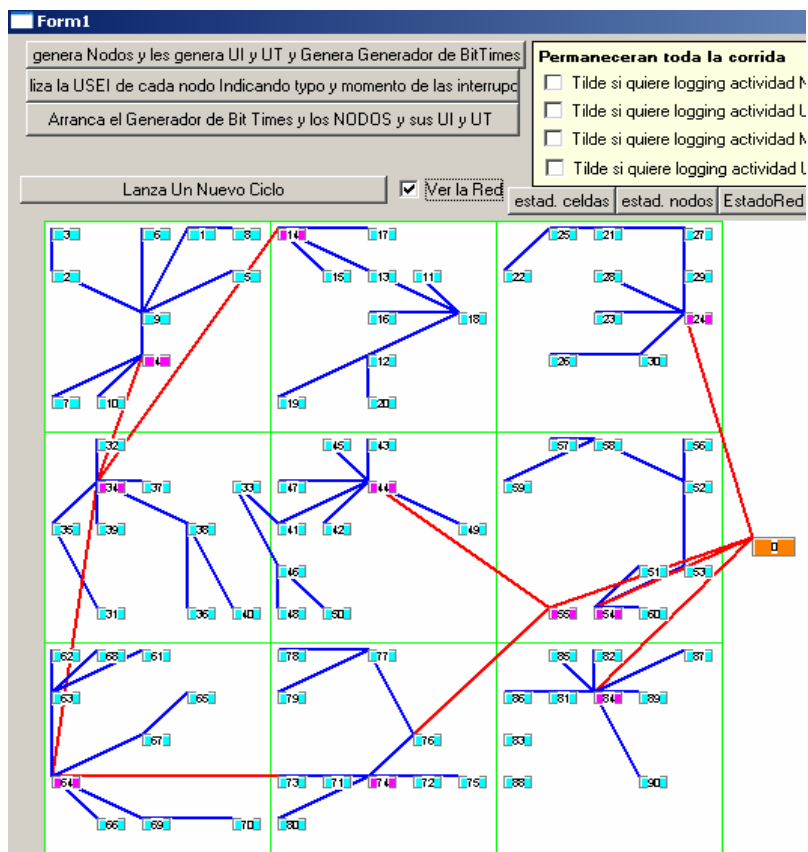 Form1
genera Nodos y les genera UI y UT y Genera Generador de BitTimes
liza la USEI de cada nodo Indicando typo y momento de las interrupc
Arranca el Generador de Bit Times y los NODOS y sus UI y UT
Permaneceran toda la corrida
Tilde si quiere logging actividad
Tilde si quiere logging actividad
Tilde si quiere logging actividad
Tilde si quiere logging actividad
Lanza Un Nuevo Ciclo
Ver la Red
estad. celdas
estad. nodos
EstadoRed
3 6 1 8 14 17 25 21 27
2 5 15 13 11 22 28 29
9 16 18 23 24
4 12 26 30
7 10 19 20
32 45 43 57 58 56
34 37 33 47 44 59 52
35 39 38 41 42 49
0
46 51 53
31 36 40 48 50 55 54 60
62 68 61 78 77 85 82 87
63 65 79 86 81 84 89
67 76 83
64 73 71 74 72 75 88 90
66 69 70 80